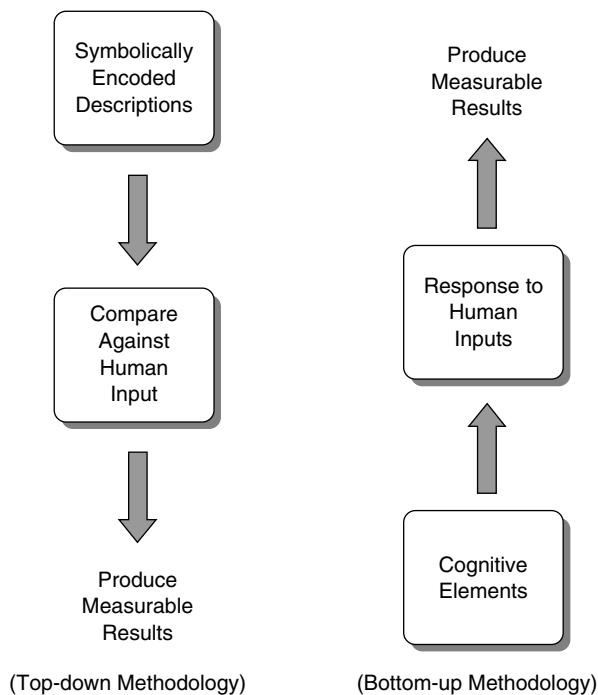 Symbolically
Encoded
Descriptions
Compare
Against
Human
Input
Produce
Measurable
Results
(Top-down Methodology)
Produce
Measurable
Results
Response to
Human
Inputs
Cognitive
Elements
(Bottom-up Methodology)